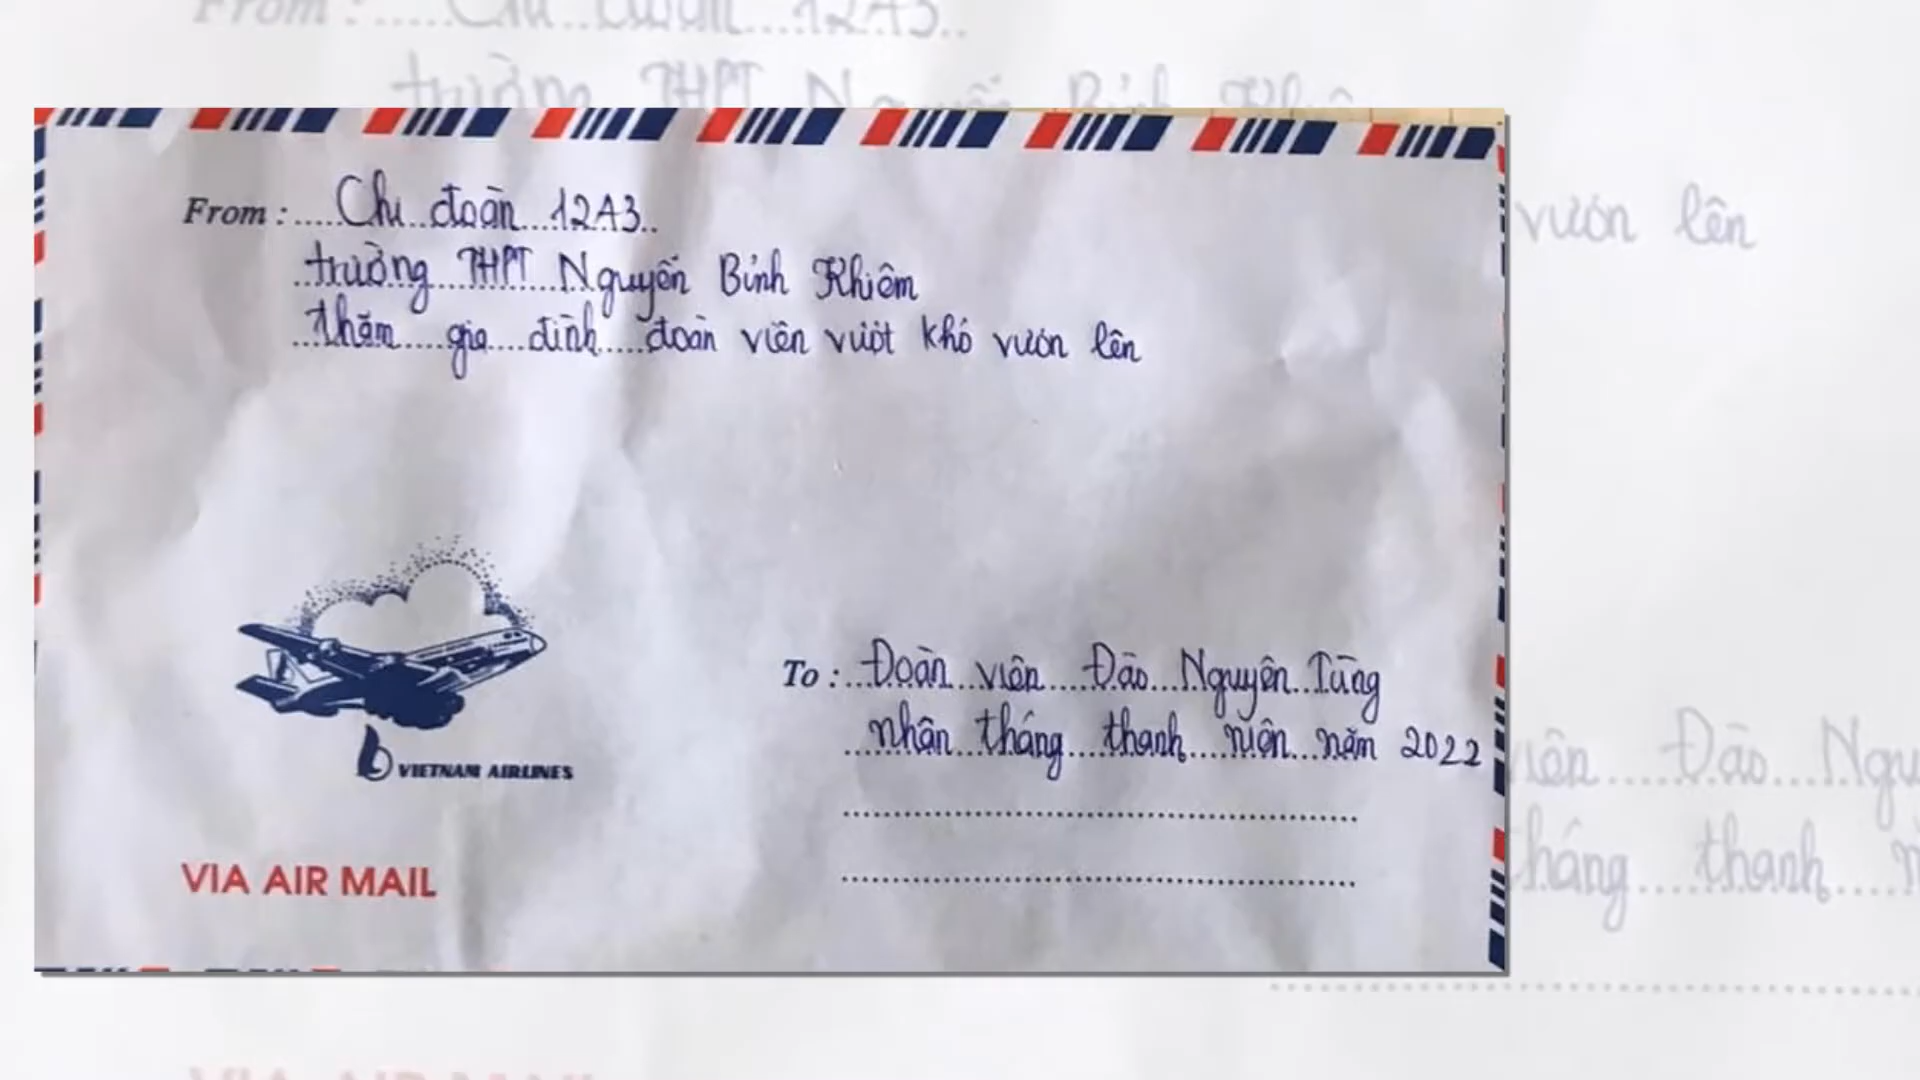 From : Chi đoàn 12A3
trường THPT Nguyễn Bỉnh Khiêm
thăm gia đình đoàn viên vượt khó vươn lên
To : Đoàn viên Đào Nguyên Tùng
nhân tháng thanh niên năm 2022
VIETNAM AIRLINES
VIA AIR MAIL